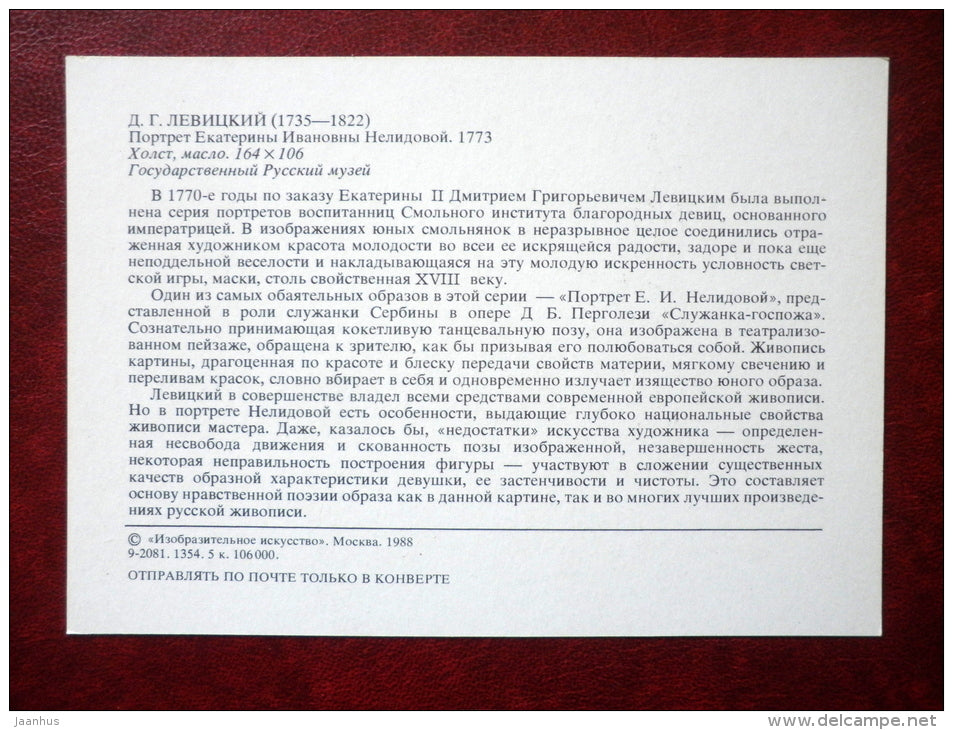 Д. Г. ЛЕВИЦКИЙ (1735—1822)
Портрет Екатерины Ивановны Нелидовой. 1773
Холст, масло. 164×106
Государственный Русский музей
В 1770-е годы по заказу Екатерины II Дмитрием Григорьевичем Левицким была выпол-
нена серия портретов воспитанниц Смольного института благородных девиц, основанного
императрицей. В изображениях юных смольнянок в неразрывное целое соединились отра-
женная художником красота молодости во всеи ее искрящейся радости, задоре и пока еще
неподдельной веселости и накладывающаяся на эту молодую искренность условность свет-
ской игры, маски, столь свойственная XVIII веку.
Один из самых обаятельных образов в этой серии — «Портрет Е. И. Нелидовой», пред-
ставленной в роли служанки Сербины в опере Д Б. Перголези «Служанка-госпожа».
Сознательно принимающая кокетливую танцевальную позу, она изображена в театрализо-
ванном пейзаже, обращена к зрителю, как бы призывая его полюбоваться собой. Живопись
картины, драгоценная по красоте и блеску передачи свойств материи, мягкому свечению и
переливам красок, словно вбирает в себя и одновременно излучает изящество юного образа.
Левицкий в совершенстве владел всеми средствами современной европейской живописи.
Но в портрете Нелидовой есть особенности, выдающие глубоко национальные свойства
живописи мастера. Даже, казалось бы, «недостатки» искусства художника — определен-
ная несвобода движения и скованность позы изображенной, незавершенность жеста,
некоторая неправильность построения фигуры — участвуют в сложении существенных
качеств образной характеристики девушки, ее застенчивости и чистоты. Это составляет
основу нравственной поэзии образа как в данной картине, так и во многих лучших произведе-
ниях русской живописи.
© «Изобразительное искусство». Москва. 1988
9-2081. 1354. 5 к. 106000.
ОТПРАВЛЯТЬ ПО ПОЧТЕ ТОЛЬКО В КОНВЕРТЕ
jaanhus
www.delcampe.net